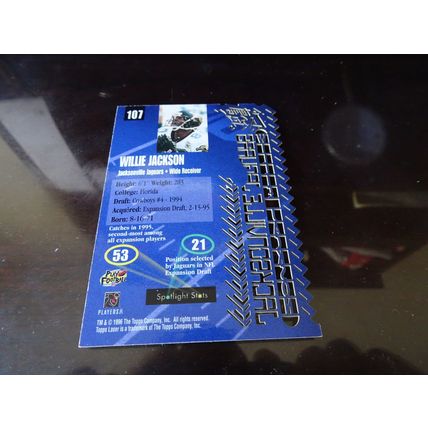 107
WILLIE JACKSON
Jacksonville Jaguars • Wide Receiver
Height: 6'1" Weight: 203
College: Florida
Draft: Cowboys #4 - 1994
Acquired: Expansion Draft, 2-15-95
Born: 8-16-71
Catches in 1995,
second-most among
all expansion players
53
21
Position selected
by Jaguars in NFL
Expansion Draft
Play
Football
Spotlight Stats
PLAYERS
TM & © 1996 The Topps Company, Inc. All rights reserved.
Topps Laser is a trademark of The Topps Company, Inc.
JACKSONVILLE